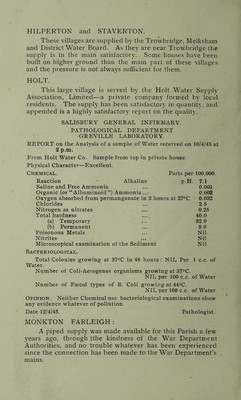 HILPERTON and STAVERTON.
These villages are supplied by the Trowbridge, Melksham
and District Water Board. As they are near Trowbridge the
supply is in the main satisfactory. Some houses have been
built on higher ground than the main part of these villages
and the pressure is not always sufficient for them.
HOLT.
This large village is served by the Holt Water Supply
Association, Limited—a private company formed by local
residents. The supply has been satisfactory in quantity, and
appended is a highly satisfactory report on the quality.
SALISBURY GENERAL INFIRMARY.
PATHOLOGICAL DEPARTMENT
GREVILLE LABORATORY.
REPORT on the Analysis of a sample of Water received on 10/4/45 at
2 p.m.
From Holt Water Co. Sample from tap in private house.
Physical Character—Excellent.
CHEMICAL Parts per 100,000.
Reaction Alkaline p.H. 7.1
Saline and Free Ammonia ... 0.001
Organic (or "Albuminoid") Ammonia ... 0.002
Oxygen absorbed from permanganate in 2 hours at 27°C 0.032
Chlorides ... 2.5
Nitrogen as nitrates ... 0.25
Total hardness ... 40.0
(a) Temporary ... 32.0
(b) Permanent ... 8.0
Poisonous Metals ... Nil
Nitrites ... Nil
Microscopical examination of the Sediment Nil
BACTERIOLOGICAL.
Total Colonies growing at 37°C in 48 hours: NIL Per 1 c.c. of
Water.
Number of Coli-Aerogenes organisms growing at 37°C.
NIL per 100 c.c. of Water
Number of Fæcal types of B. Coli growing at 44°C.
NIL per 100 c.c. of Water
OPINION. Neither Chemical nor bacteriological examinations show
any evidence whatever of pollution.
Date 12/4/45. Pathologist.
MONKTON FARLEIGH:
A piped supply was made available for this Parish a few
years ago, through the kindness of the War Department
Authorities, and no trouble whatever has been experienced
since the connection has been made to the War Department's
mains.